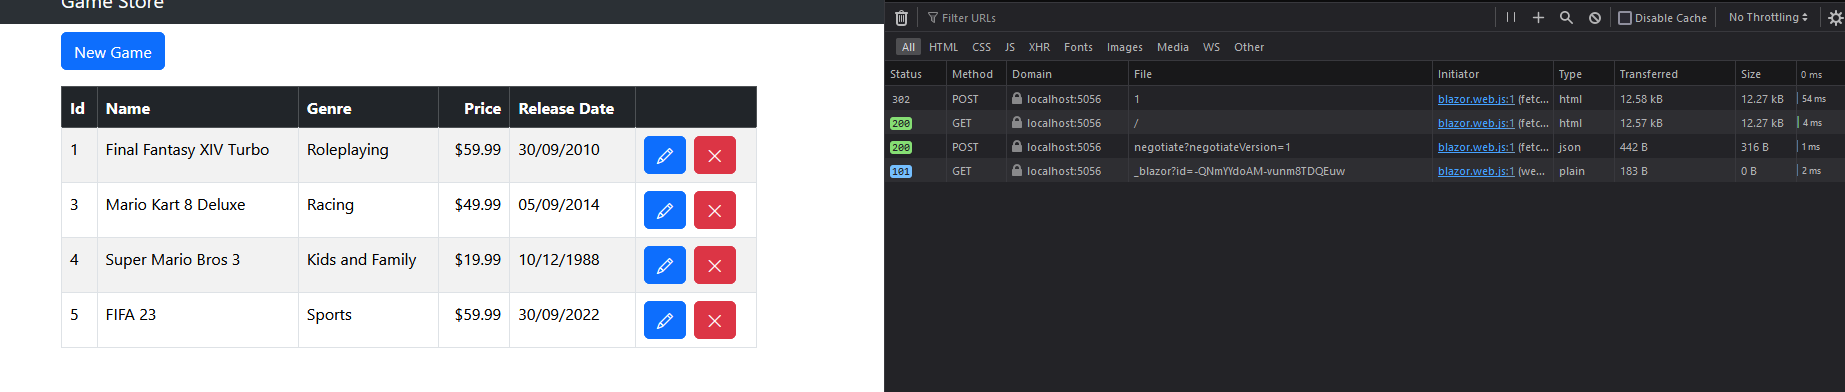 Game Store
New Game
Id Name Genre Price Release Date
1 Final Fantasy XIV Turbo Roleplaying $59.99 30/09/2010
3 Mario Kart 8 Deluxe Racing $49.99 05/09/2014
4 Super Mario Bros 3 Kids and Family $19.99 10/12/1988
5 FIFA 23 Sports $59.99 30/09/2022
Filter URLs Disable Cache No Throttling
All HTML CSS JS XHR Fonts Images Media WS Other
Status Method Domain File Initiator Type Transferred Size 0 ms
302 POST localhost:5056 1 blazor.web.js:1 (fetc... html 12.58 kB 12.27 kB 54 ms
200 GET localhost:5056 / blazor.web.js:1 (fetc... html 12.57 kB 12.27 kB 4 ms
200 POST localhost:5056 negotiate?negotiateVersion=1 blazor.web.js:1 (fetc... json 442 B 316 B 1 ms
101 GET localhost:5056 _blazor?id=-QNmYYdoAM-vunm8TDQEuw blazor.web.js:1 (we... plain 183 B 0 B 2 ms